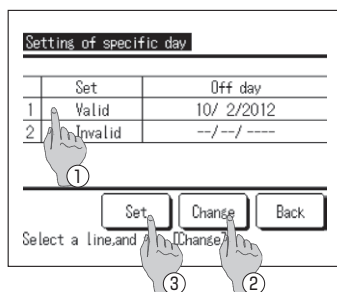 Setting of specific day
Set Off day
1 Valid 10/ 2/2012
2 Invalid --/--/ ----
①
Set Change Back
Select a line,and [Change]
③ ②